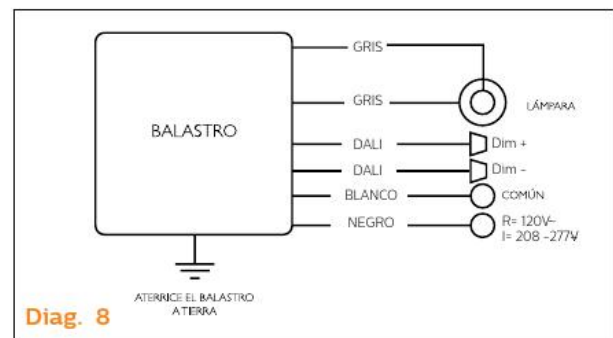 GRIS
GRIS
LÁMPARA
BALASTRO
DALI Dim +
DALI Dim -
BLANCO COMÚN
NEGRO R= 120V~
I= 208 -277V
ATERRICE EL BALASTRO
A TIERRA
Diag. 8